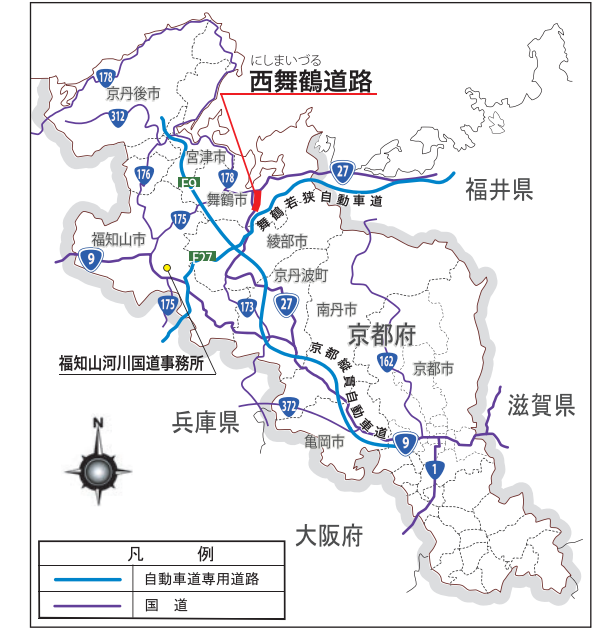 にしまいづる
西舞鶴道路
178
京丹後市
312
宮津市
27
176
E9
178
舞鶴市
福井県
舞鶴若狭自動車道
175
福知山市
綾部市
9
E27
京丹波町
175
173
27
南丹市
京都府
福知山河川国道事務所
京都縦貫自動車道
162
京都市
372
兵庫県
滋賀県
亀岡市
9
N
1
大阪府
凡 例
自動車道専用道路
国 道